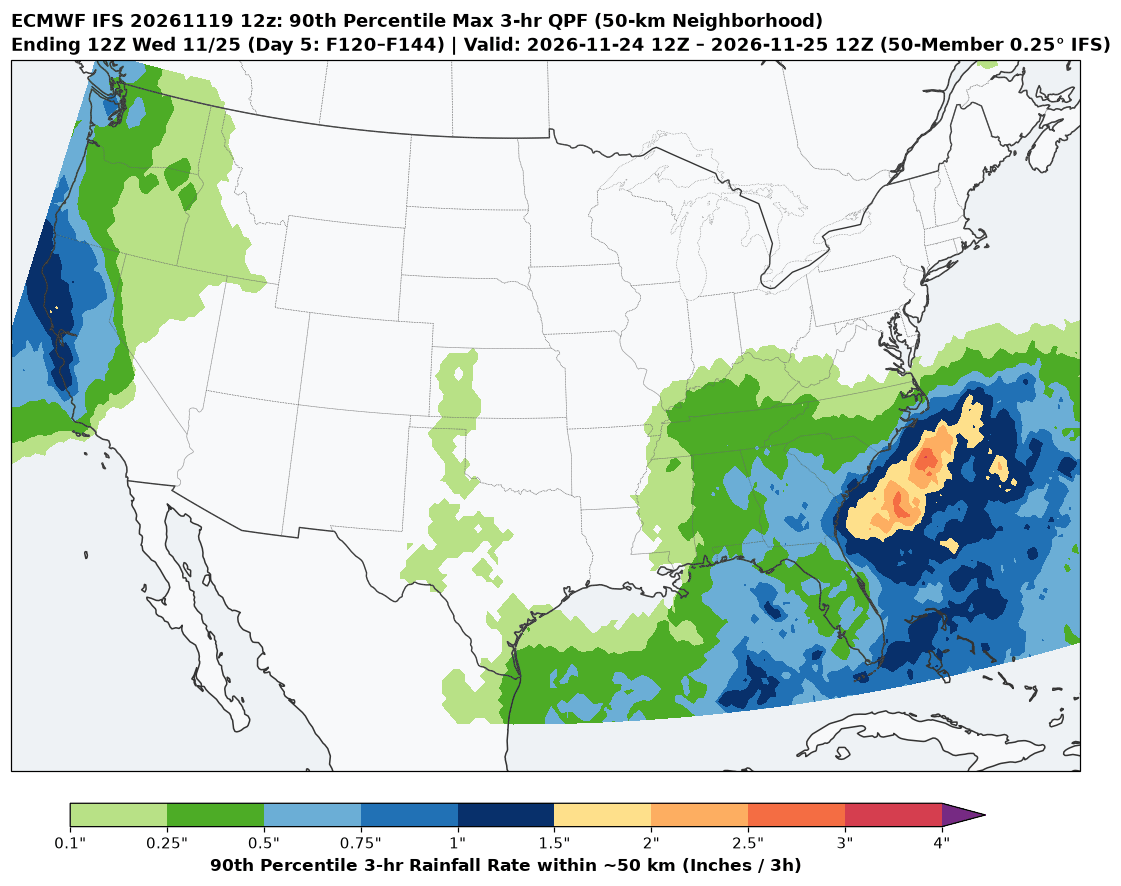 ECMWF IFS 20261119 12z: 90th Percentile Max 3-hr QPF (50-km Neighborhood)
Ending 12Z Wed 11/25 (Day 5: F120–F144) | Valid: 2026-11-24 12Z – 2026-11-25 12Z (50-Member 0.25° IFS)
0.1" 0.25" 0.5" 0.75" 1" 1.5" 2" 2.5" 3" 4"
90th Percentile 3-hr Rainfall Rate within ~50 km (Inches / 3h)